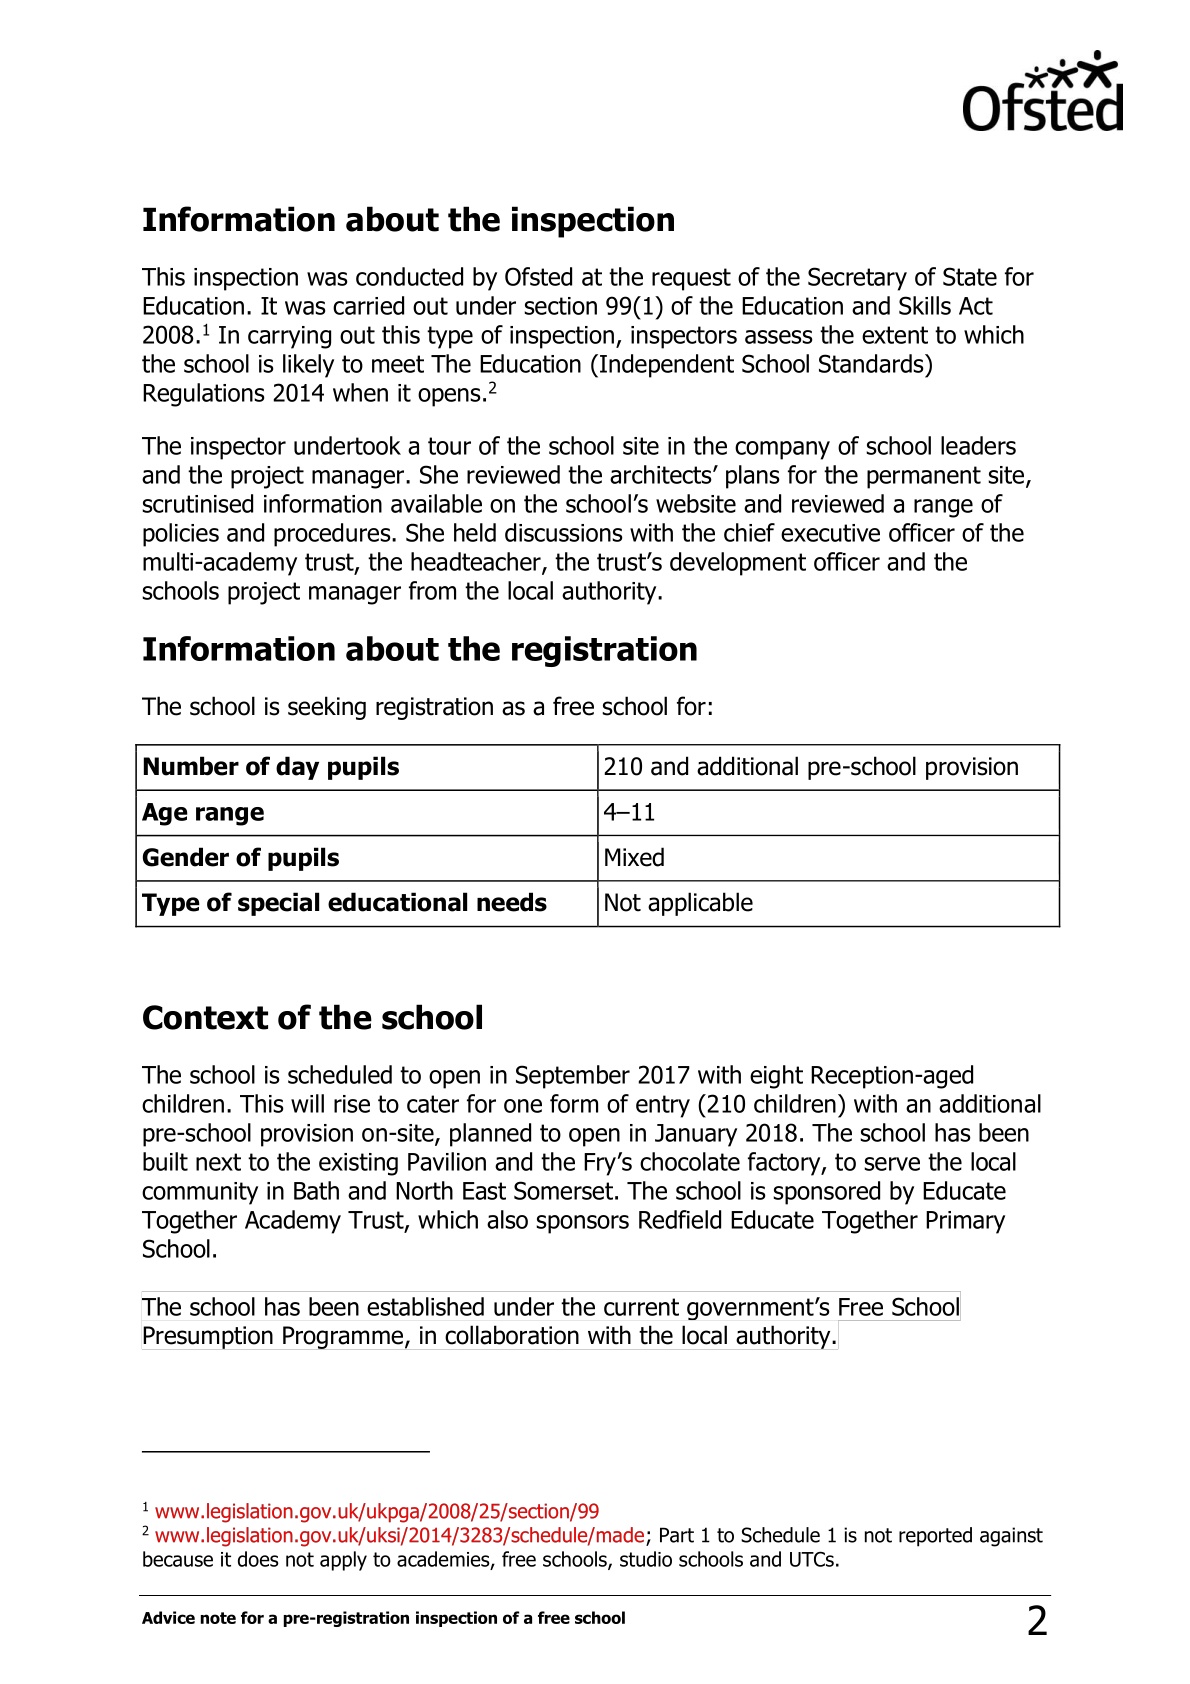 Ofsted
Information about the inspection
This inspection was conducted by Ofsted at the request of the Secretary of State for
Education. It was carried out under section 99(1) of the Education and Skills Act
2008.¹ In carrying out this type of inspection, inspectors assess the extent to which
the school is likely to meet The Education (Independent School Standards)
Regulations 2014 when it opens.²
The inspector undertook a tour of the school site in the company of school leaders
and the project manager. She reviewed the architects’ plans for the permanent site,
scrutinised information available on the school’s website and reviewed a range of
policies and procedures. She held discussions with the chief executive officer of the
multi-academy trust, the headteacher, the trust’s development officer and the
schools project manager from the local authority.
Information about the registration
The school is seeking registration as a free school for:
Number of day pupils 210 and additional pre-school provision
Age range 4–11
Gender of pupils Mixed
Type of special educational needs Not applicable
Context of the school
The school is scheduled to open in September 2017 with eight Reception-aged
children. This will rise to cater for one form of entry (210 children) with an additional
pre-school provision on-site, planned to open in January 2018. The school has been
built next to the existing Pavilion and the Fry’s chocolate factory, to serve the local
community in Bath and North East Somerset. The school is sponsored by Educate
Together Academy Trust, which also sponsors Redfield Educate Together Primary
School.
The school has been established under the current government’s Free School
Presumption Programme, in collaboration with the local authority.
¹ www.legislation.gov.uk/ukpga/2008/25/section/99
² www.legislation.gov.uk/uksi/2014/3283/schedule/made; Part 1 to Schedule 1 is not reported against
because it does not apply to academies, free schools, studio schools and UTCs.
Advice note for a pre-registration inspection of a free school 2